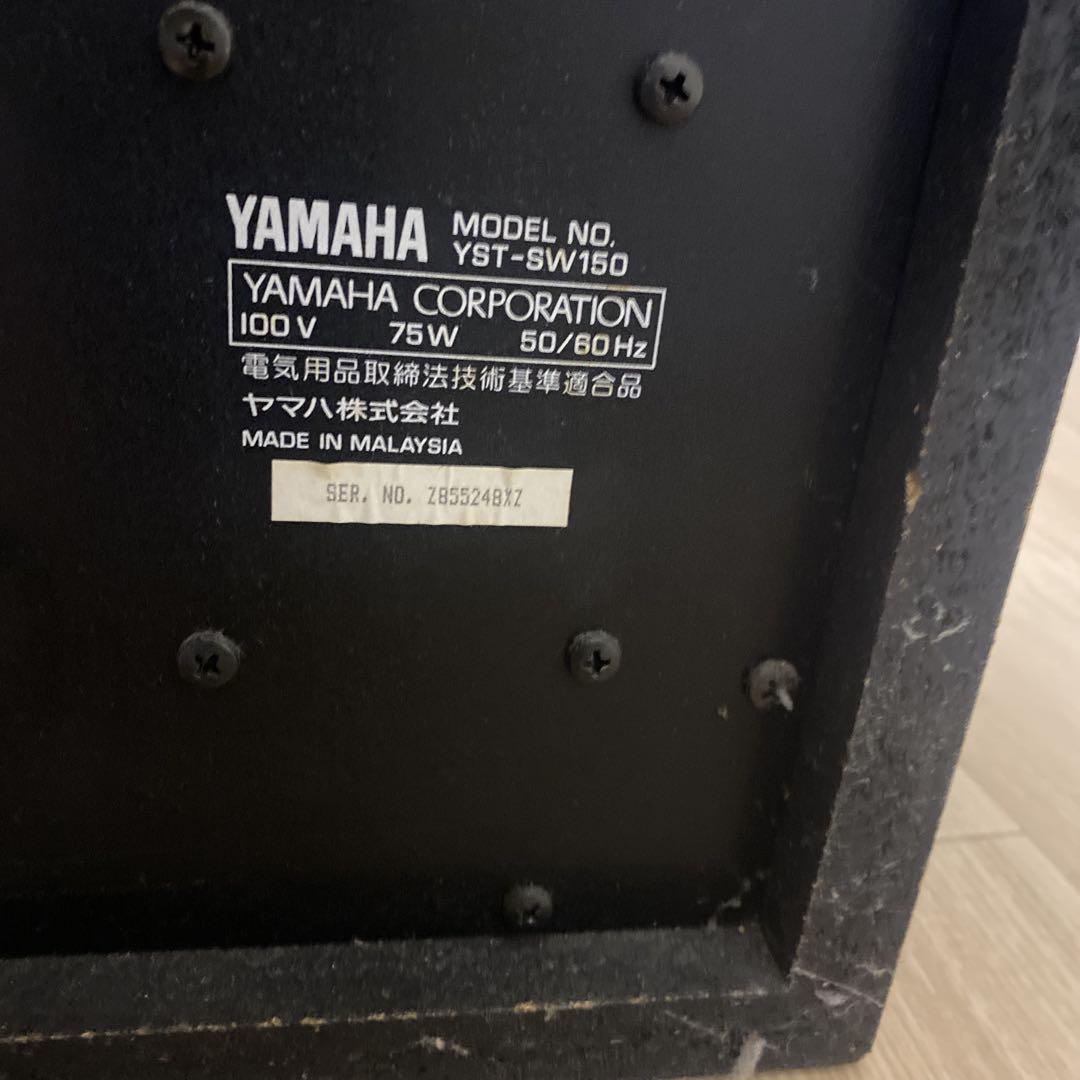 YAMAHA MODEL NO.
YST-SW150
YAMAHA CORPORATION
100V 75W 50/60Hz
電気用品取締法技術基準適合品
ヤマハ株式会社
MADE IN MALAYSIA
SER. NO. Z855248XZ